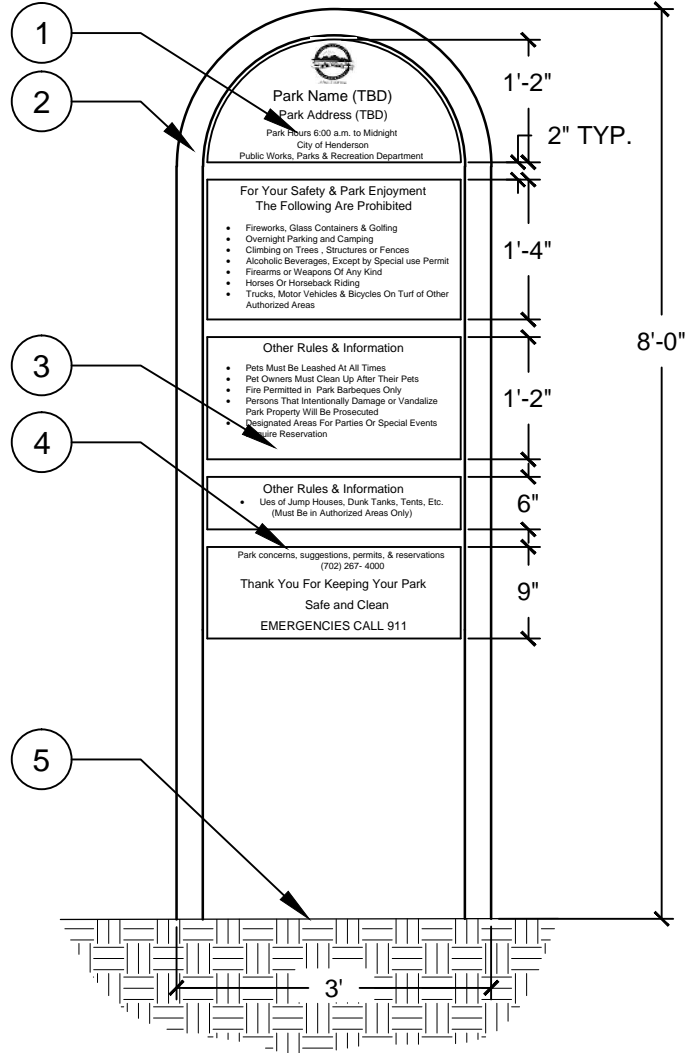 1
2
3
4
5
Park Name (TBD)
Park Address (TBD)
Park Hours 6:00 a.m. to Midnight
City of Henderson
Public Works, Parks & Recreation Department
For Your Safety & Park Enjoyment
The Following Are Prohibited
• Fireworks, Glass Containers & Golfing
• Overnight Parking and Camping
• Climbing on Trees , Structures or Fences
• Alcoholic Beverages, Except by Special use Permit
• Firearms or Weapons Of Any Kind
• Horses Or Horseback Riding
• Trucks, Motor Vehicles & Bicycles On Turf of Other
Authorized Areas
Other Rules & Information
• Pets Must Be Leashed At All Times
• Pet Owners Must Clean Up After Their Pets
• Fire Permitted in Park Barbeques Only
• Persons That Intentionally Damage or Vandalize
Park Property Will Be Prosecuted
• Designated Areas For Parties Or Special Events
Reservation
Other Rules & Information
• Ues of Jump Houses, Dunk Tanks, Tents, Etc.
(Must Be in Authorized Areas Only)
Park concerns, suggestions, permits, & reservations
(702) 267- 4000
Thank You For Keeping Your Park
Safe and Clean
EMERGENCIES CALL 911
1'-2"
2" TYP.
1'-4"
1'-2"
6"
9"
8'-0"
3'